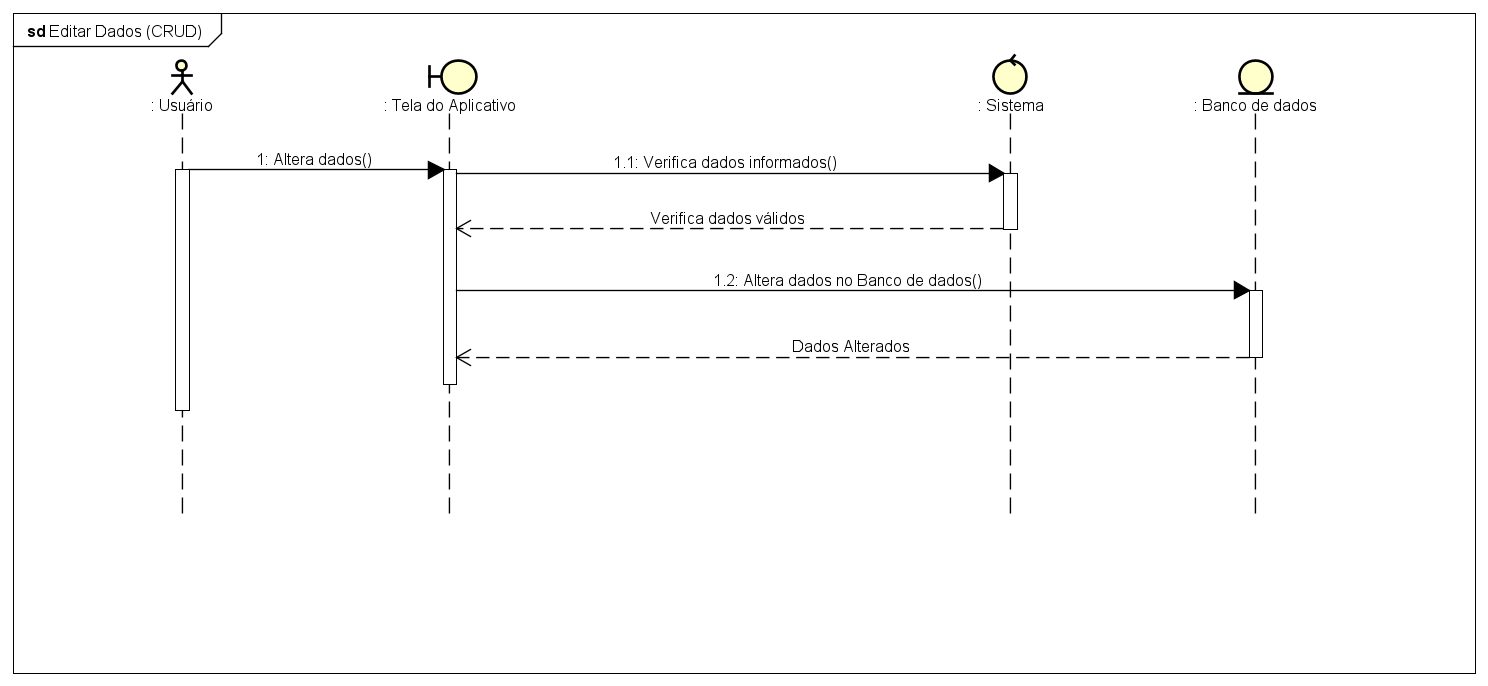 sd Editar Dados (CRUD)
: Usuário
: Tela do Aplicativo
: Sistema
: Banco de dados
1: Altera dados()
1.1: Verifica dados informados()
Verifica dados válidos
1.2: Altera dados no Banco de dados()
Dados Alterados